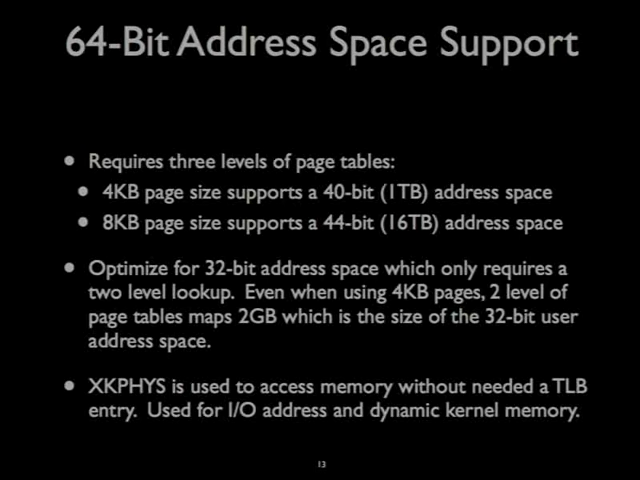 64-Bit Address Space Support
• Requires three levels of page tables:
• 4KB page size supports a 40-bit (1TB) address space
• 8KB page size supports a 44-bit (16TB) address space
• Optimize for 32-bit address space which only requires a
two level lookup.  Even when using 4KB pages, 2 level of
page tables maps 2GB which is the size of the 32-bit user
address space.
• XKPHYS is used to access memory without needed a TLB
entry.  Used for I/O address and dynamic kernel memory.
13